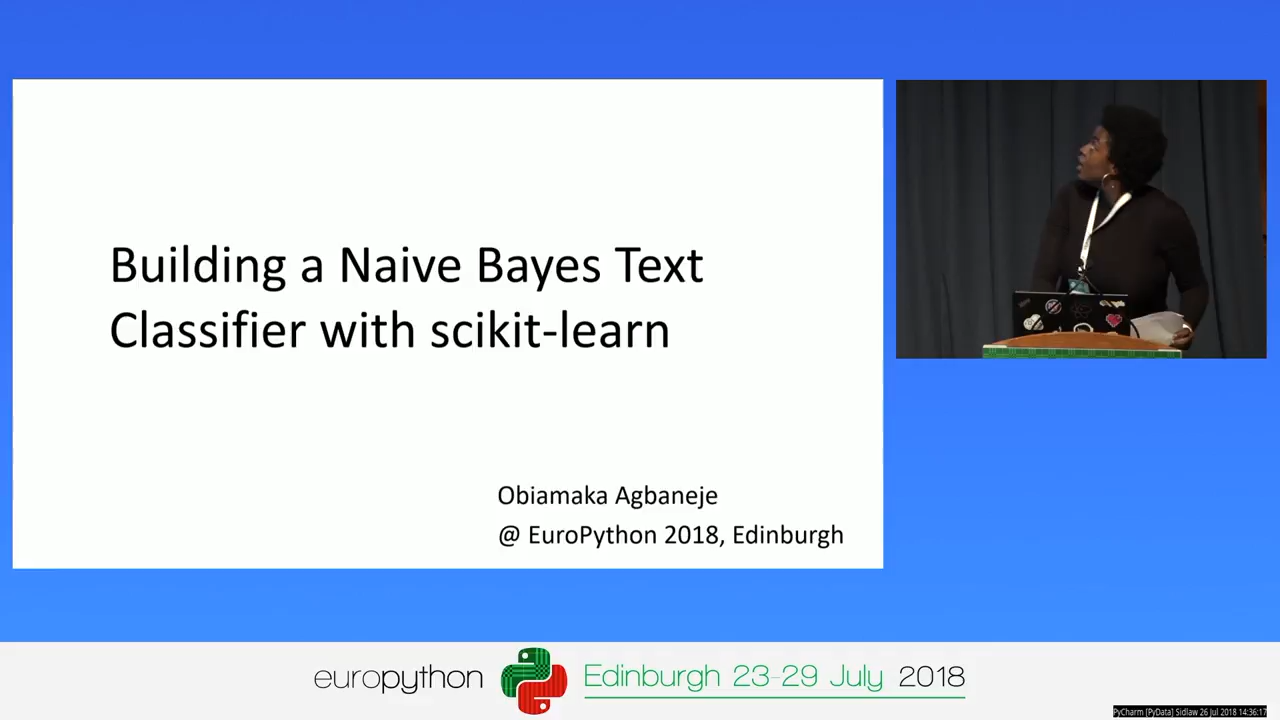 Building a Naive Bayes Text
Classifier with scikit-learn
Obiamaka Agbaneje
@ EuroPython 2018, Edinburgh
europython
Edinburgh 23-29 July 2018
PyCharm [PyData] Sidlaw 26 Jul 2018 14:36:17